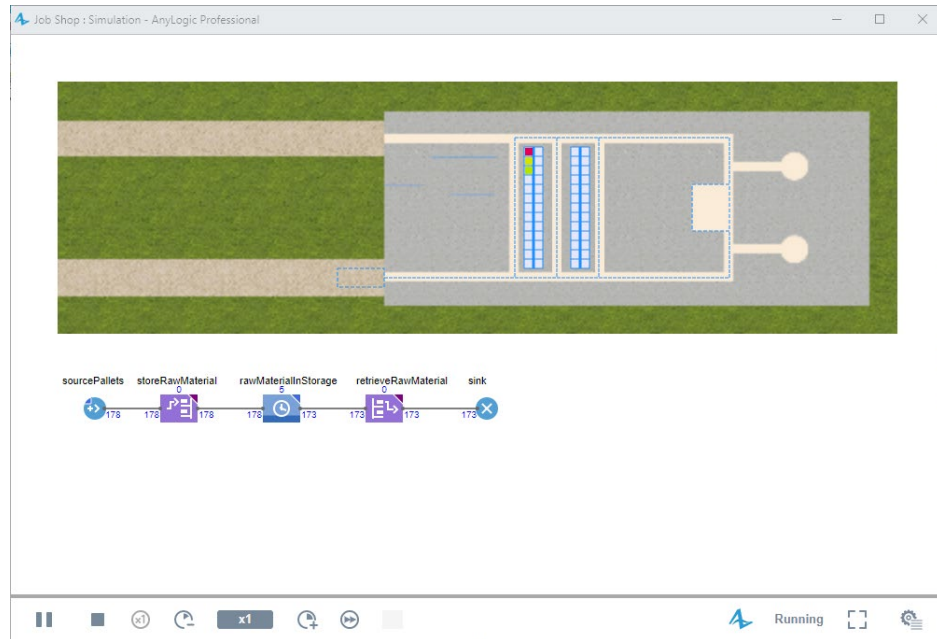 Job Shop : Simulation - AnyLogic Professional
sourcePallets storeRawMaterial rawMaterialInStorage retrieveRawMaterial sink
0 5 0
178 178 178 178 173 173 173 173
x1 x1 Running